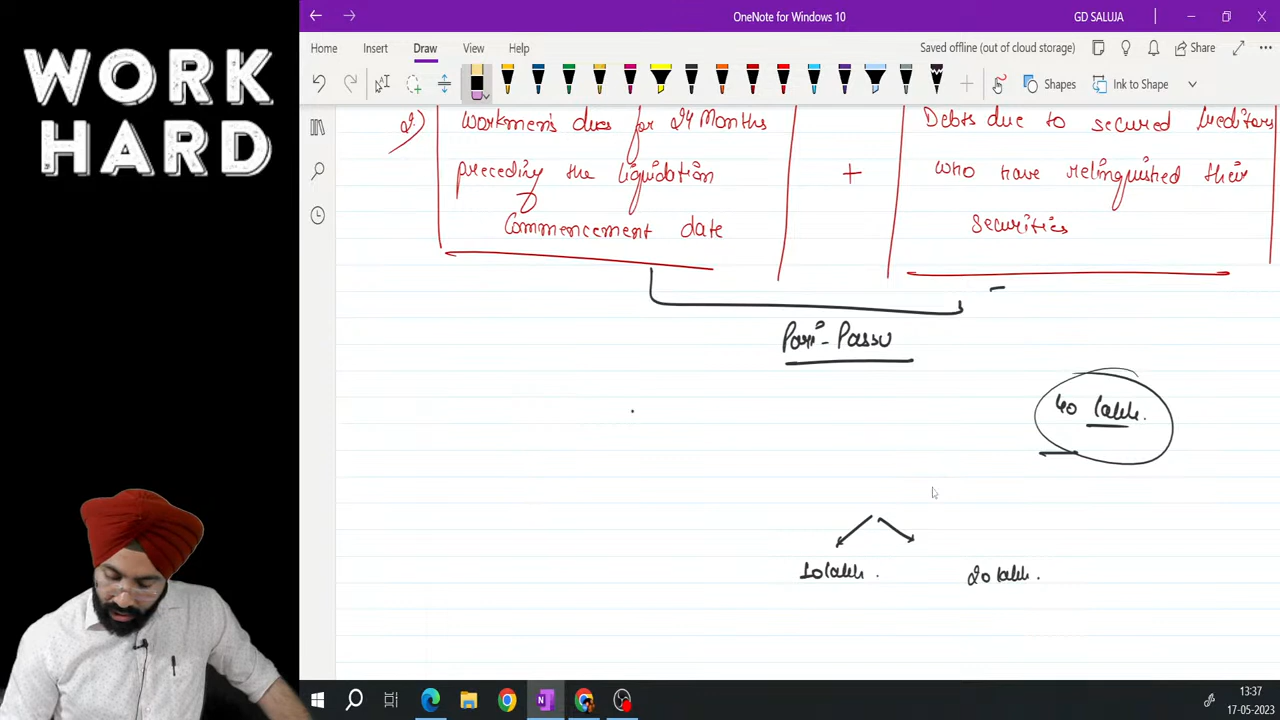 OneNote for Windows 10
GD SALUJA
Home Insert Draw View Help
Saved offline (out of cloud storage)
Share
Shapes
Ink to Shape
WORK
HARD
2.)
Workmen's dues for 24 Months
preceding the liquidation
Commencement date
+
Debts due to secured Creditors
who have relinquished their
securities
Pari-Passu
40 lakh.
10 lakh.
20 lakh.
13:37
17-05-2023